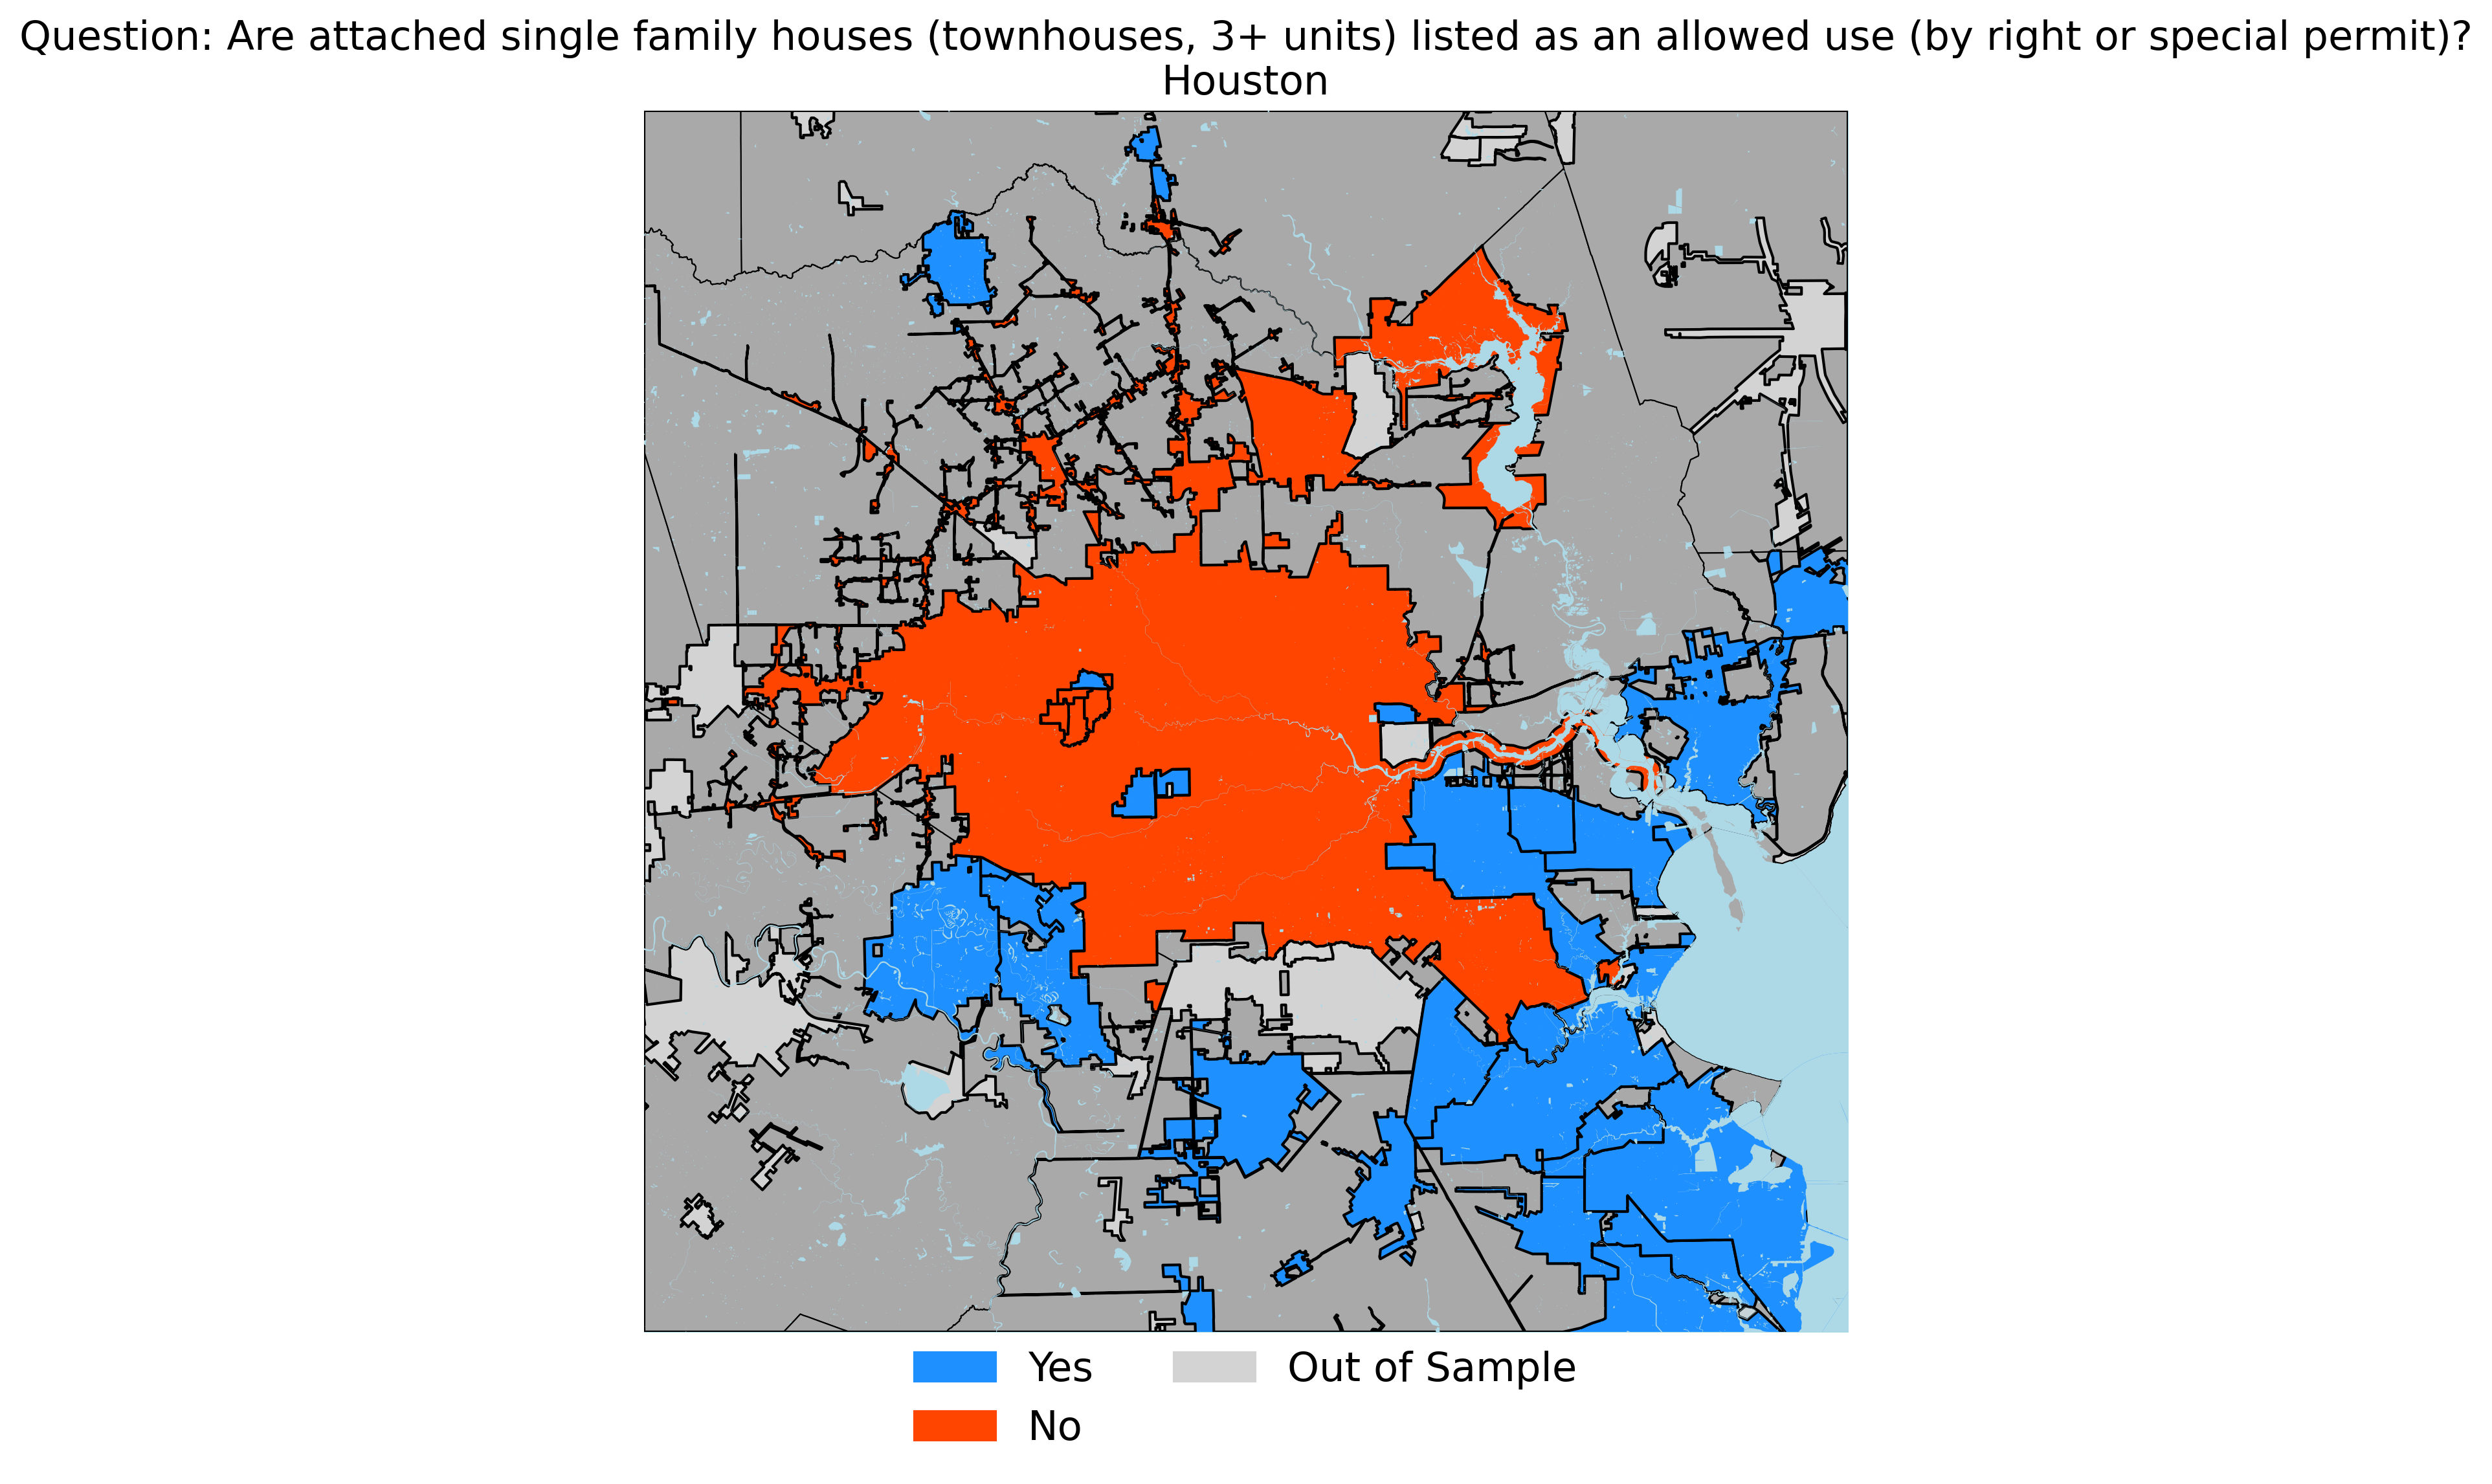 Question: Are attached single family houses (townhouses, 3+ units) listed as an allowed use (by right or special permit)?
Houston
Yes
Out of Sample
No